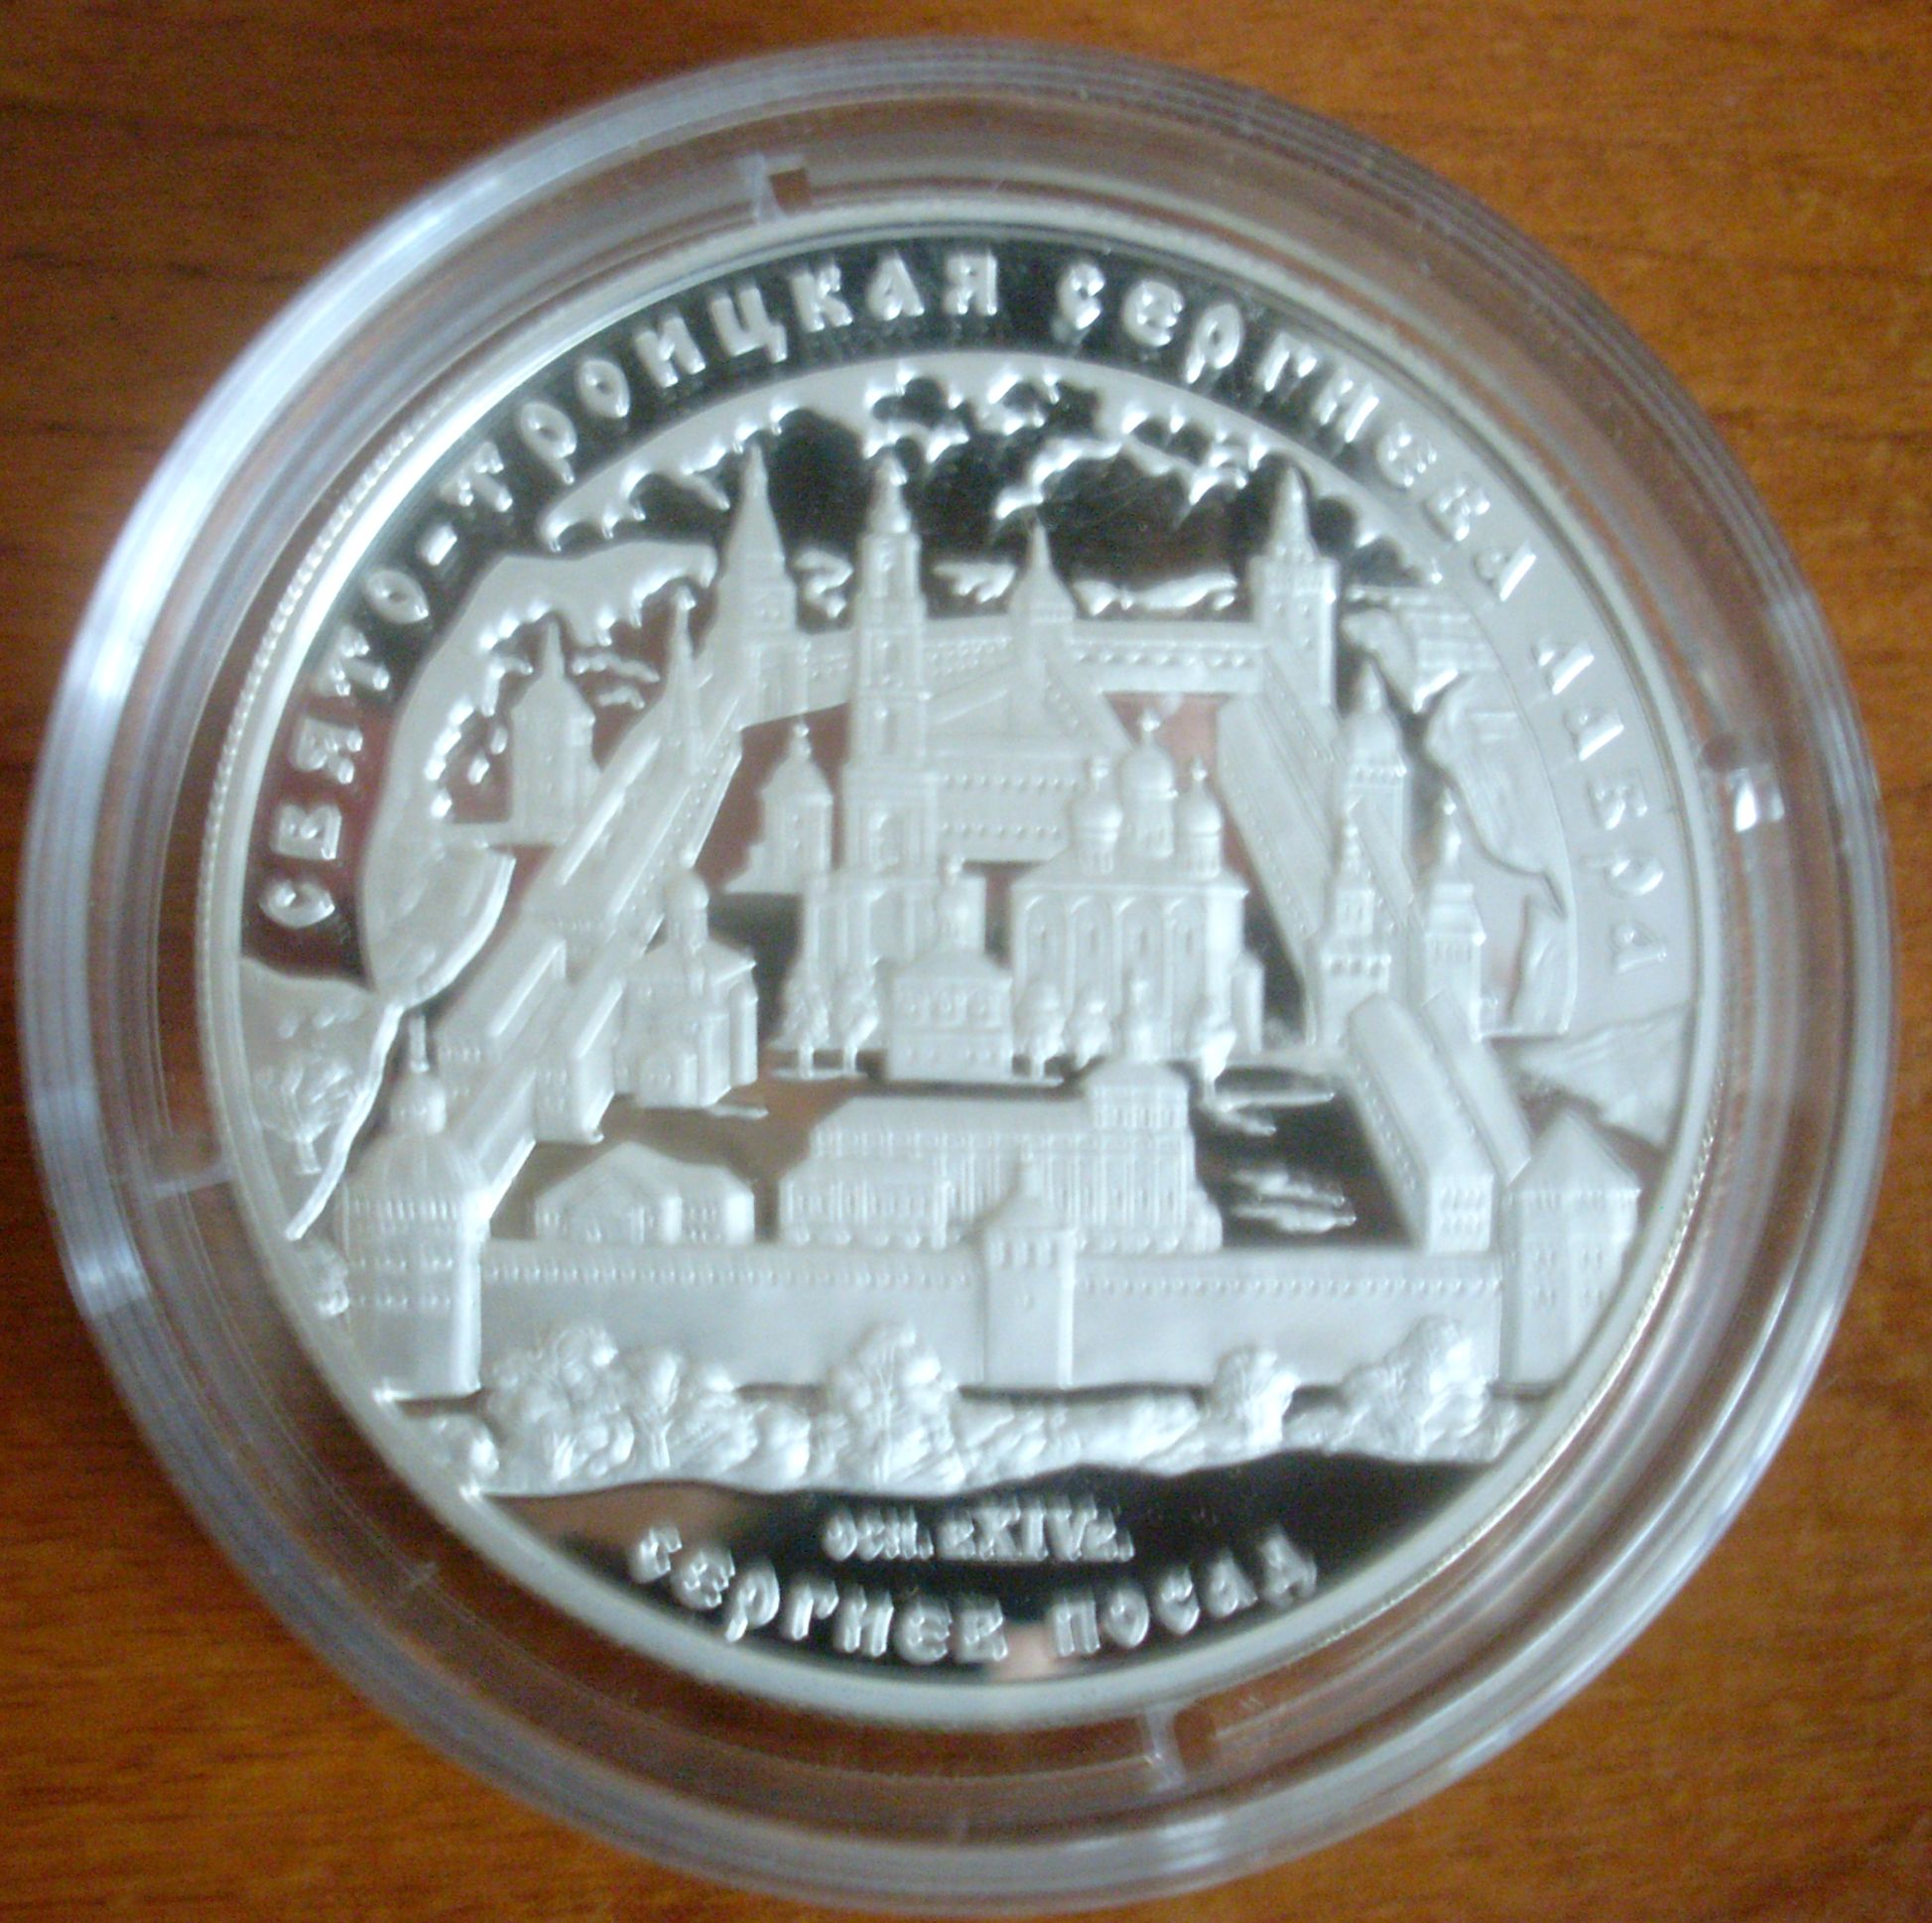 СВЯТО-ТРОИЦКАЯ СЕРГИЕВА ЛАВРА
ОСН. В XIV В.
СЕРГИЕВ ПОСАД